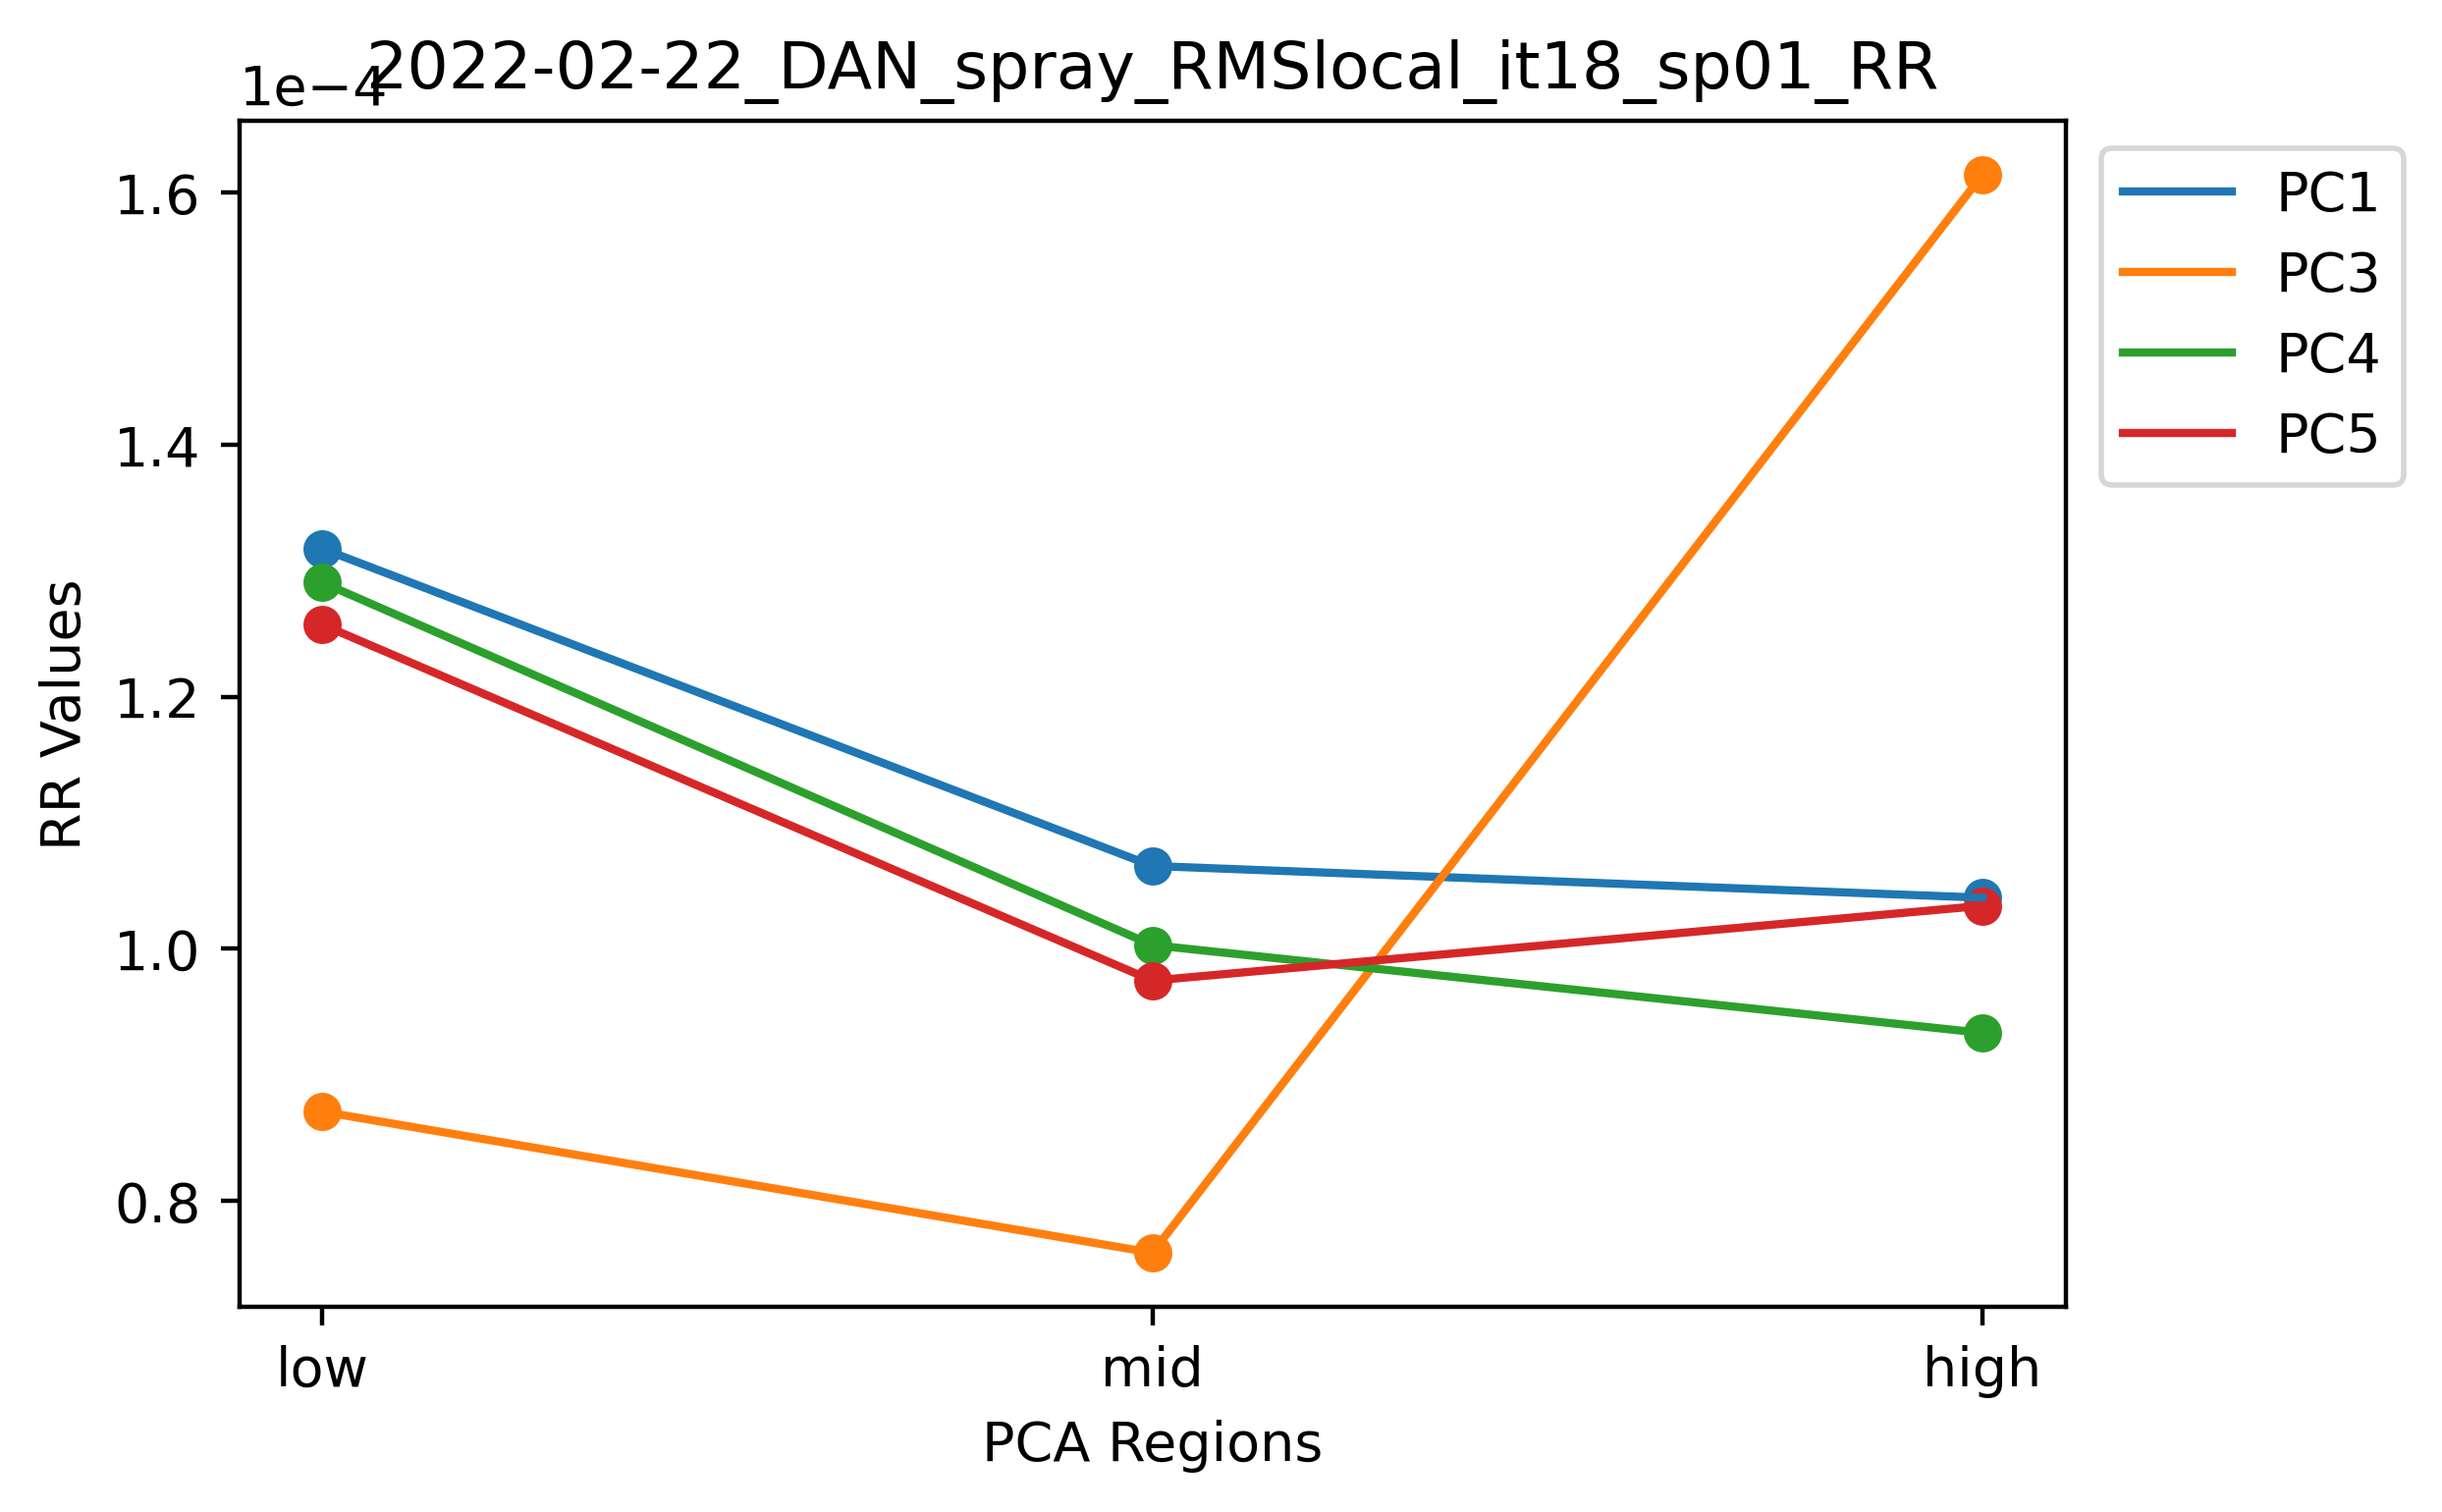 2022-02-22_DAN_spray_RMSlocal_it18_sp01_RR
1e−4
1.6
1.4
1.2
1.0
0.8
RR Values
low mid high
PCA Regions
PC1
PC3
PC4
PC5